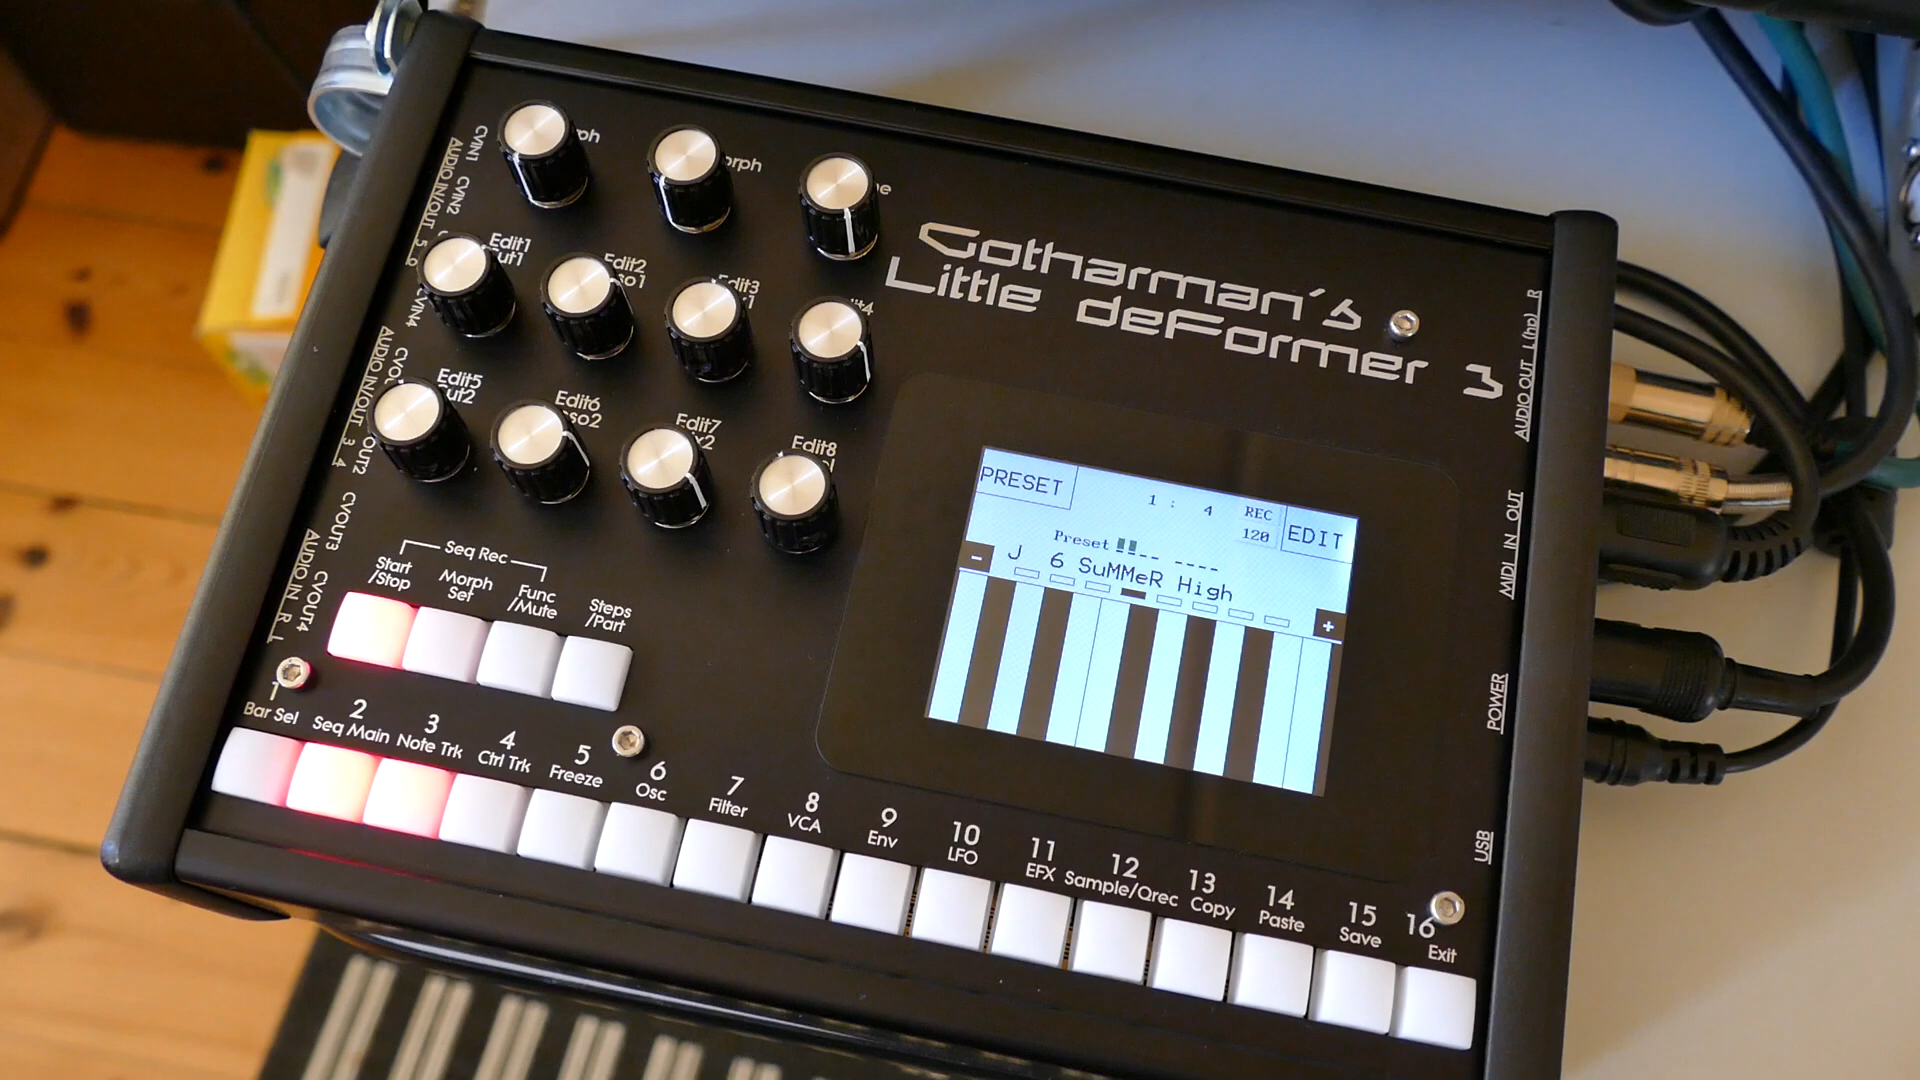 Gotharman's
Little deFormer 3
CVIN1
AUDIO IN/OUT 5 6
CVIN2
Edit1
Edit2
Edit3
Edit5
Edit6
Edit7
Edit8
AUDIO IN/OUT 3 4
CVOUT3
AUDIO IN R L
CVOUT4
Seq Rec
Start
/Stop
Morph
Set
Func
/Mute
Steps
/Part
PRESET
1 : 4
REC
120
EDIT
Preset
- J 6 SuMMeR High
+
AUDIO OUT L(hp) R
MIDI IN OUT
POWER
USB
1
Bar Sel
2
Seq Main
3
Note Trk
4
Ctrl Trk
5
Freeze
6
Osc
7
Filter
8
VCA
9
Env
10
LFO
11
EFX
12
Sample/Qrec
13
Copy
14
Paste
15
Save
16
Exit